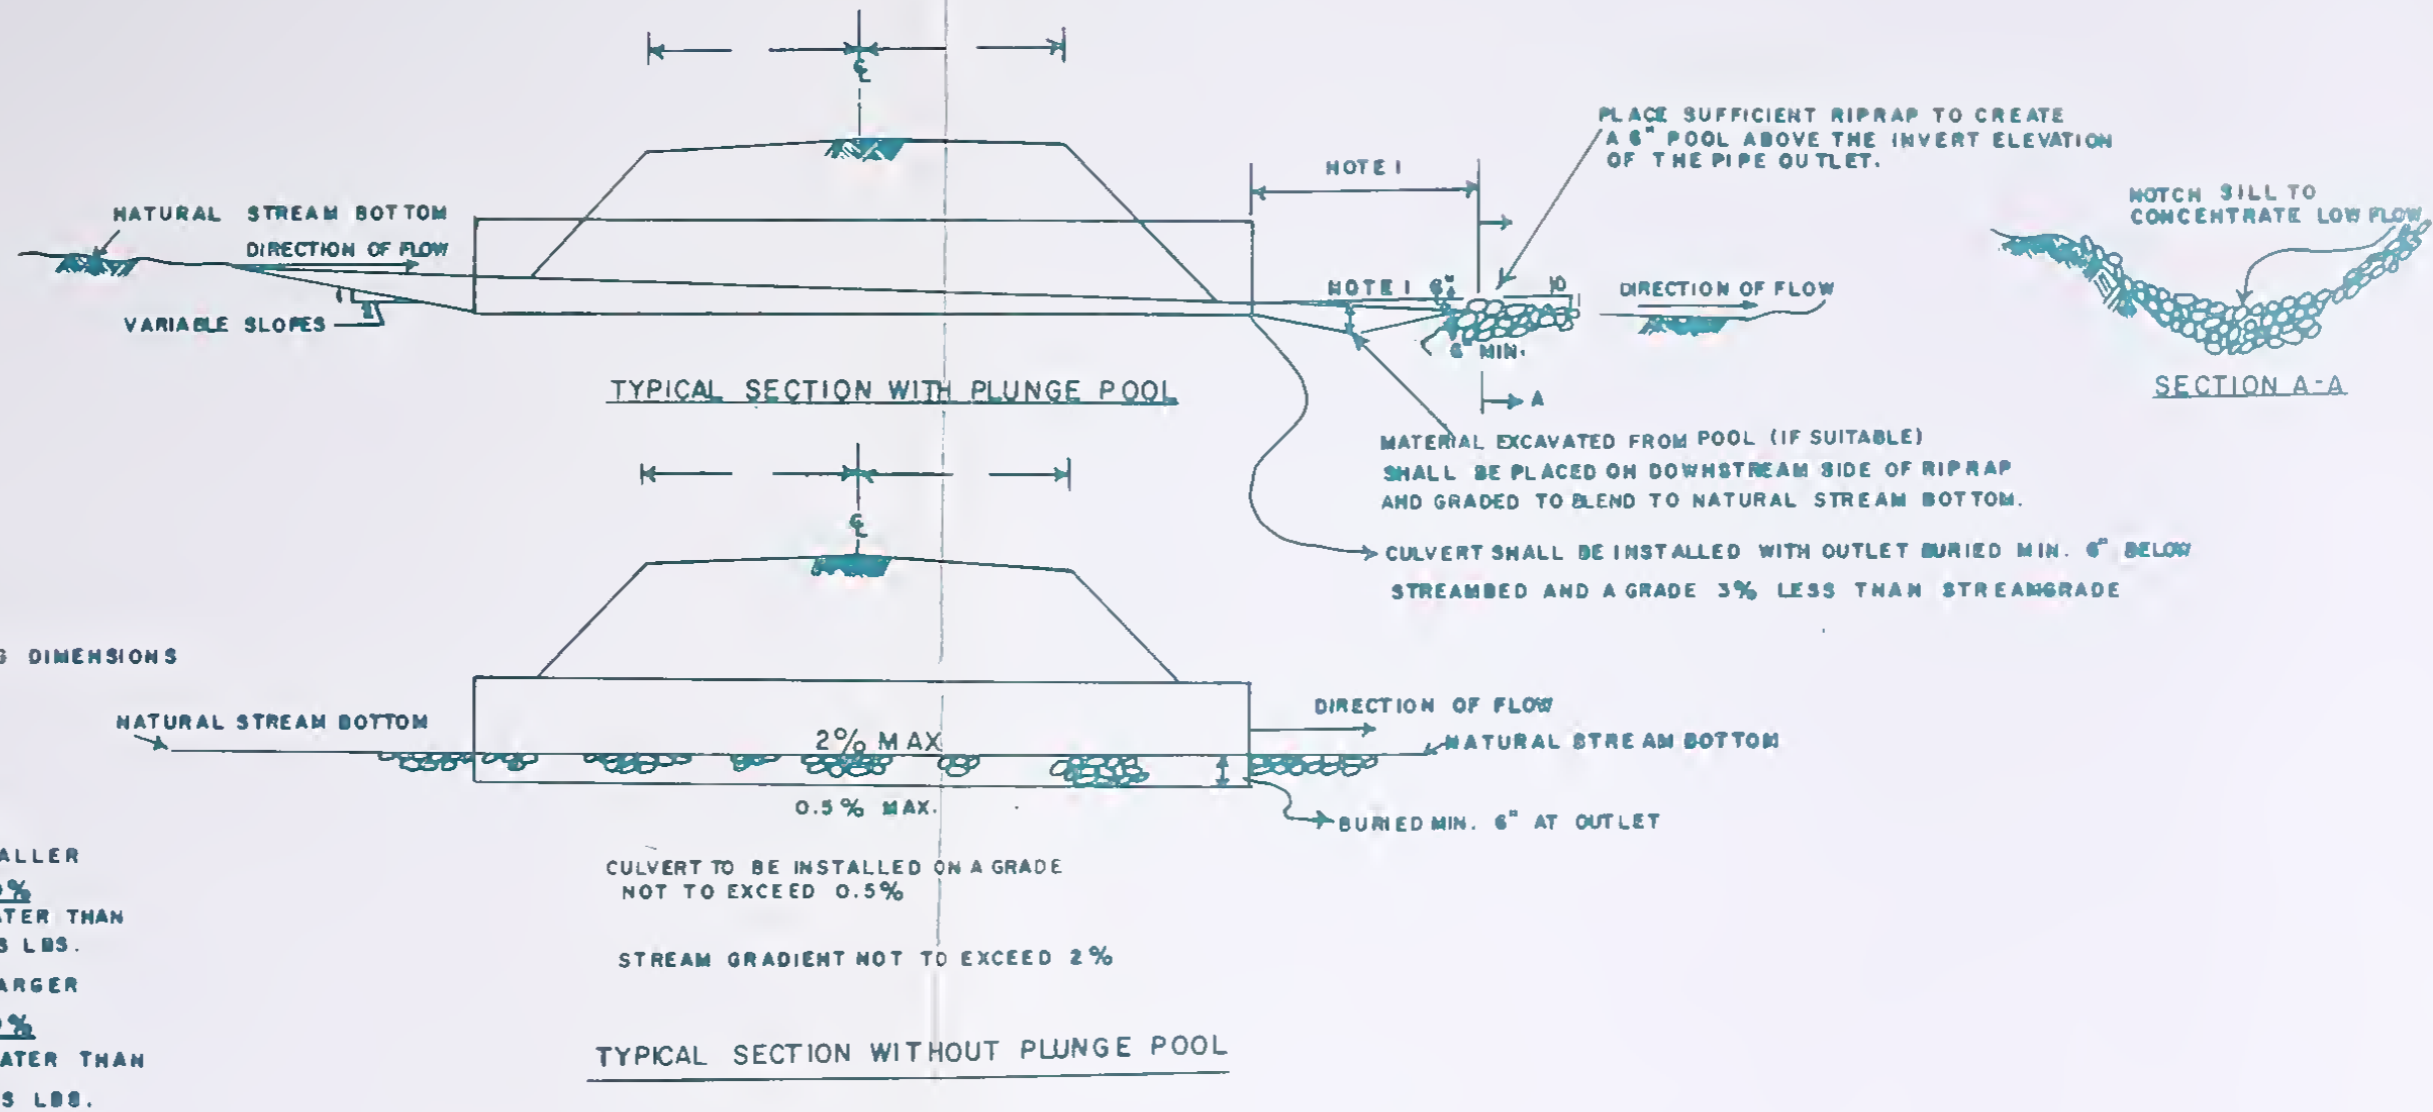 ℄
PLACE SUFFICIENT RIPRAP TO CREATE
A 6" POOL ABOVE THE INVERT ELEVATION
OF THE PIPE OUTLET.
NOTE 1
NOTCH SILL TO
CONCENTRATE LOW FLOW
NATURAL STREAM BOTTOM
DIRECTION OF FLOW
NOTE 1 6"
10
1
DIRECTION OF FLOW
1
VARIABLE SLOPES
6" MIN.
SECTION A-A
TYPICAL SECTION WITH PLUNGE POOL
A
MATERIAL EXCAVATED FROM POOL (IF SUITABLE)
SHALL BE PLACED ON DOWNSTREAM SIDE OF RIPRAP
AND GRADED TO BLEND TO NATURAL STREAM BOTTOM.
℄
CULVERT SHALL BE INSTALLED WITH OUTLET BURIED MIN. 6" BELOW
STREAMBED AND A GRADE 3% LESS THAN STREAMGRADE
DIMENSIONS
DIRECTION OF FLOW
NATURAL STREAM BOTTOM
2% MAX
NATURAL STREAM BOTTOM
0.5% MAX.
BURIED MIN. 6" AT OUTLET
CULVERT TO BE INSTALLED ON A GRADE
NOT TO EXCEED 0.5%
STREAM GRADIENT NOT TO EXCEED 2%
TYPICAL SECTION WITHOUT PLUNGE POOL
ALLER
%
ATER THAN
S LBS.
ARGER
%
ATER THAN
S LBS.